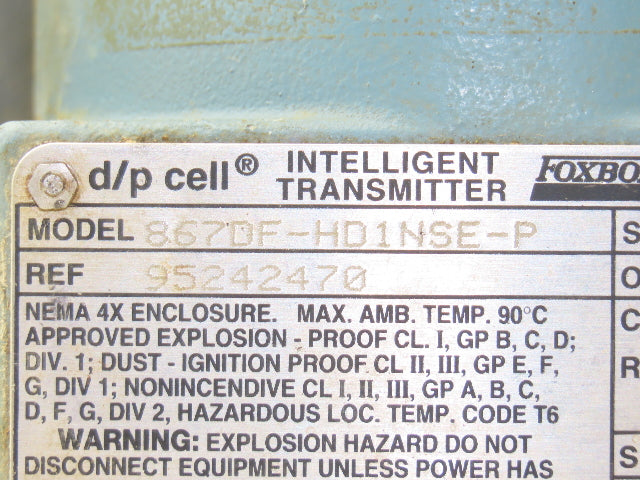 d/p cell® INTELLIGENT TRANSMITTER FOXBO
MODEL 867DF-HD1NSE-P S
REF 95242470 O
NEMA 4X ENCLOSURE. MAX. AMB. TEMP. 90°C C
APPROVED EXPLOSION - PROOF CL. I, GP B, C, D;
DIV. 1; DUST - IGNITION PROOF CL II, III, GP E, F, R
G, DIV 1; NONINCENDIVE CL I, II, III, GP A, B, C,
D, F, G, DIV 2, HAZARDOUS LOC. TEMP. CODE T6
WARNING: EXPLOSION HAZARD DO NOT
DISCONNECT EQUIPMENT UNLESS POWER HAS S